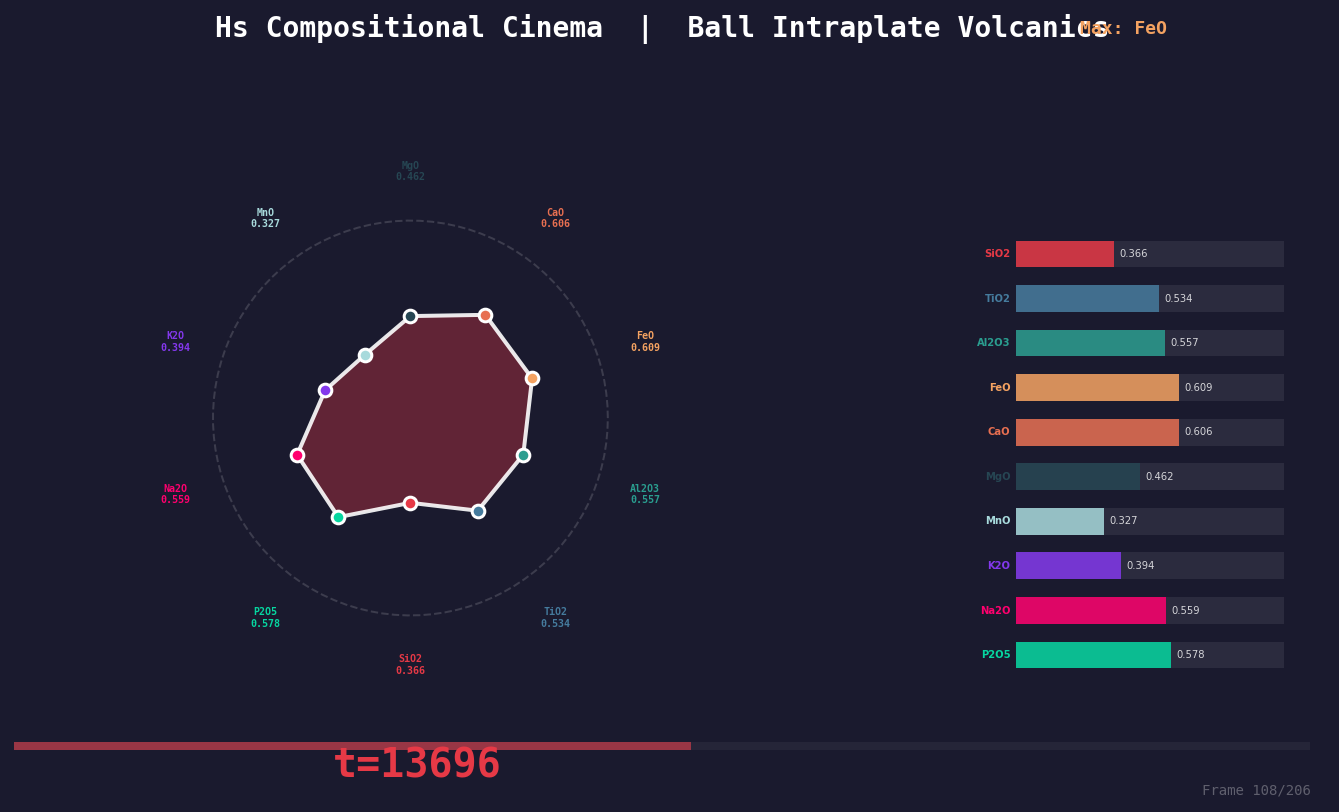 Hs Compositional Cinema | Ball Intraplate Volcanics
Max: FeO
MgO
0.462
MnO
0.327
CaO
0.606
K2O
0.394
FeO
0.609
Na2O
0.559
Al2O3
0.557
P2O5
0.578
TiO2
0.534
SiO2
0.366
SiO2 0.366
TiO2 0.534
Al2O3 0.557
FeO 0.609
CaO 0.606
MgO 0.462
MnO 0.327
K2O 0.394
Na2O 0.559
P2O5 0.578
t=13696
Frame 108/206